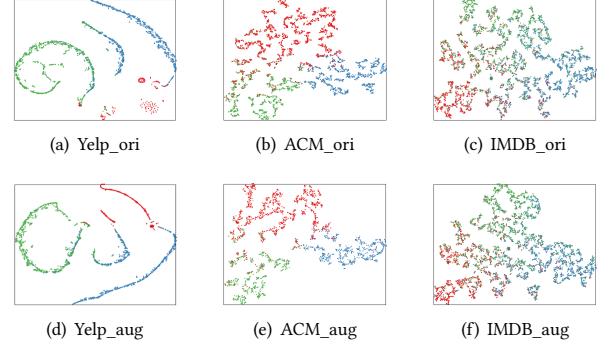 (a) Yelp_ori (b) ACM_ori (c) IMDB_ori
(d) Yelp_aug (e) ACM_aug (f) IMDB_aug